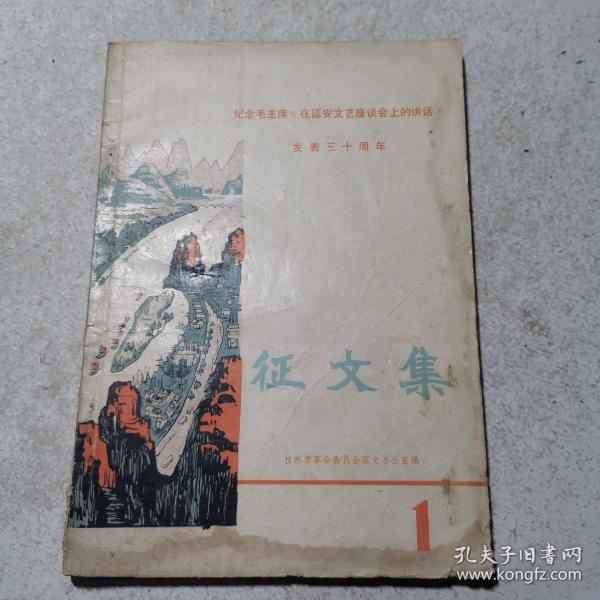 纪念毛主席《在延安文艺座谈会上的讲话》
发表三十周年
征文集
桂林市革命委员会征文办公室编
1
孔夫子旧书网
www.kongfz.com